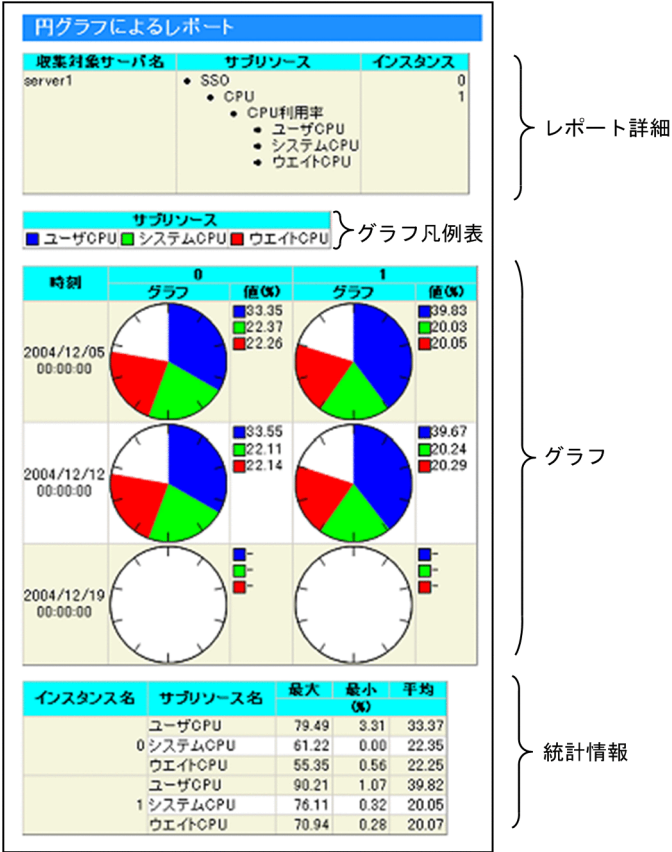 円グラフによるレポート
収集対象サーバ名 サブリソース インスタンス
server1 ● SSO 0
● CPU 1
● CPU利用率
● ユーザCPU
● システムCPU
● ウエイトCPU
レポート詳細
サブリソース
ユーザCPU システムCPU ウエイトCPU
グラフ凡例表
時刻 0 1
グラフ 値(%) グラフ 値(%)
2004/12/05 00:00:00
33.35 39.83
22.37 20.03
22.26 20.05
2004/12/12 00:00:00
33.55 39.67
22.11 20.24
22.14 20.29
2004/12/19 00:00:00
- -
- -
- -
グラフ
インスタンス名 サブリソース名 最大 最小 平均
(%)
ユーザCPU 79.49 3.31 33.37
0 システムCPU 61.22 0.00 22.35
ウエイトCPU 55.35 0.56 22.25
ユーザCPU 90.21 1.07 39.82
1 システムCPU 76.11 0.32 20.05
ウエイトCPU 70.94 0.28 20.07
統計情報